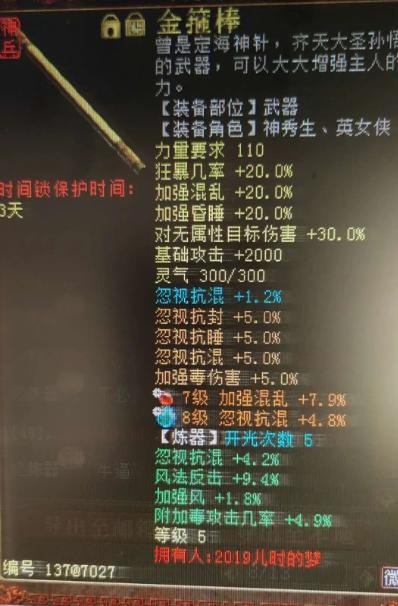 神兵
金箍棒
曾是定海神针，齐天大圣孙悟
的武器，可以大大增强主人的
力。
【装备部位】武器
【装备角色】神秀生、英女侠
力量要求 110
狂暴几率 +20.0%
时间锁保护时间：
3天
加强混乱 +20.0%
加强昏睡 +20.0%
对无属性目标伤害 +30.0%
基础攻击 +2000
灵气 300/300
忽视抗混 +1.2%
忽视抗封 +5.0%
忽视抗睡 +5.0%
忽视抗混 +5.0%
加强毒伤害 +5.0%
7级 加强混乱 +7.9%
8级 忽视抗混 +4.8%
【炼器】开光次数 5
忽视抗混 +4.2%
风法反击 +9.4%
加强风 +1.8%
附加毒攻击几率 +4.9%
等级 5
拥有人:2019儿时的梦
编号 137@7027
微